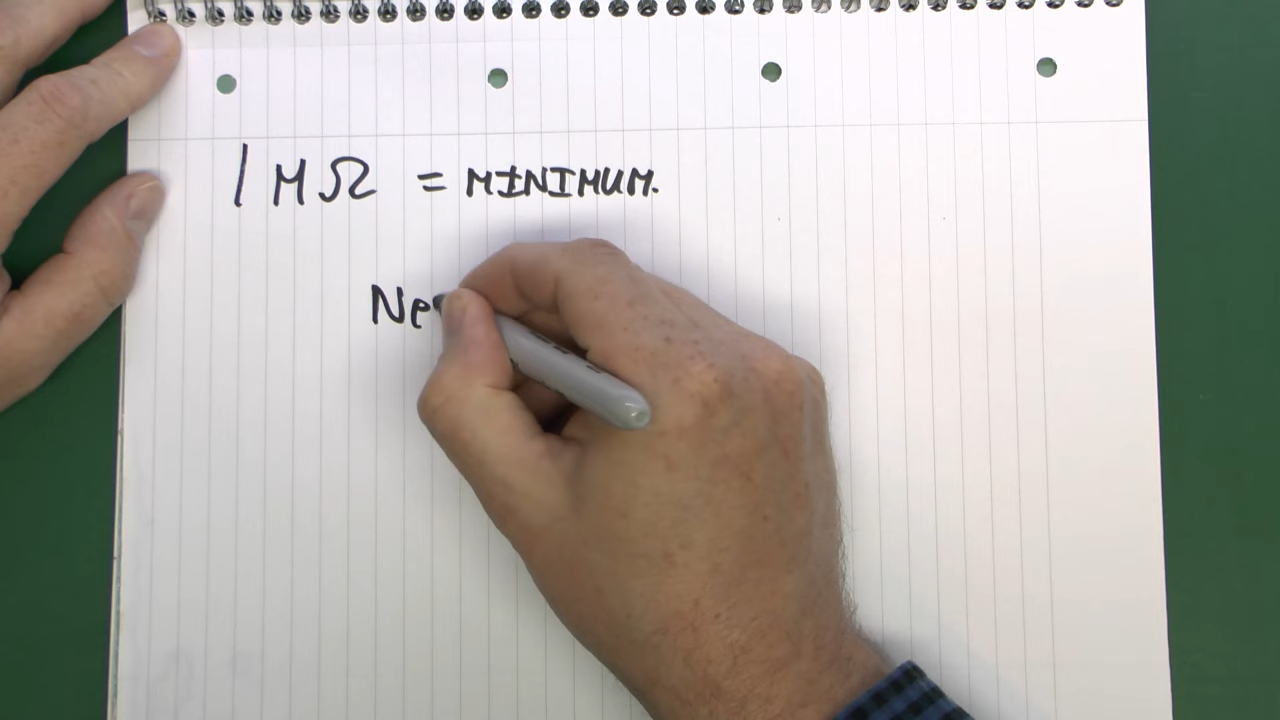 1 MΩ = MINIMUM.
Ne